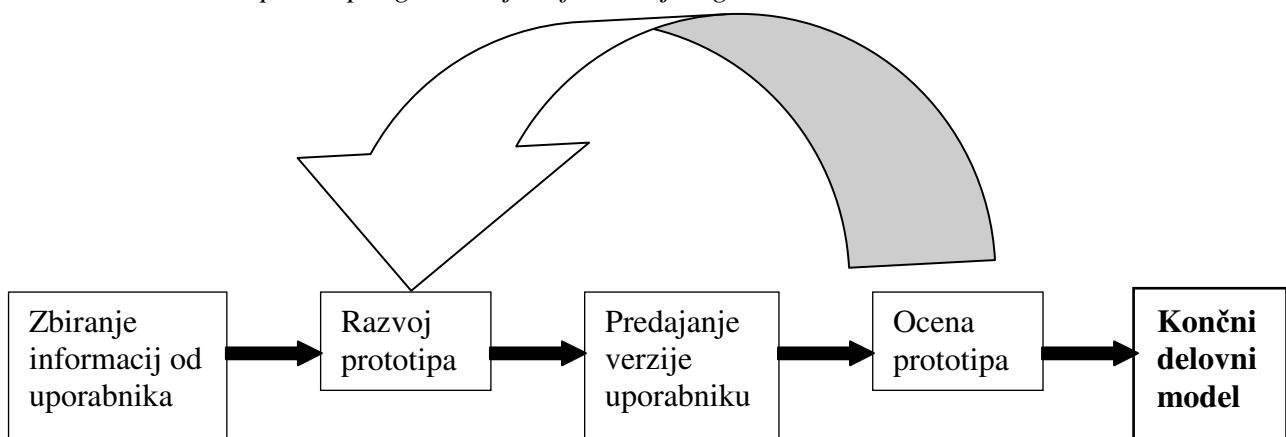 Zbiranje
informacij od
uporabnika
Razvoj
prototipa
Predajanje
verzije
uporabniku
Ocena
prototipa
Končni
delovni
model